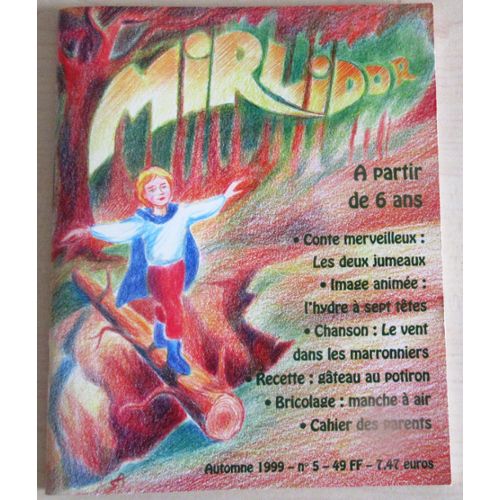 MIRLIDOR
A partir
de 6 ans
• Conte merveilleux :
Les deux jumeaux
• Image animée :
l'hydre à sept têtes
• Chanson : Le vent
dans les marronniers
• Recette : gâteau au potiron
• Bricolage : manche à air
• Cahier des parents
Automne 1999 – n° 5 – 49 FF – 7.47 euros